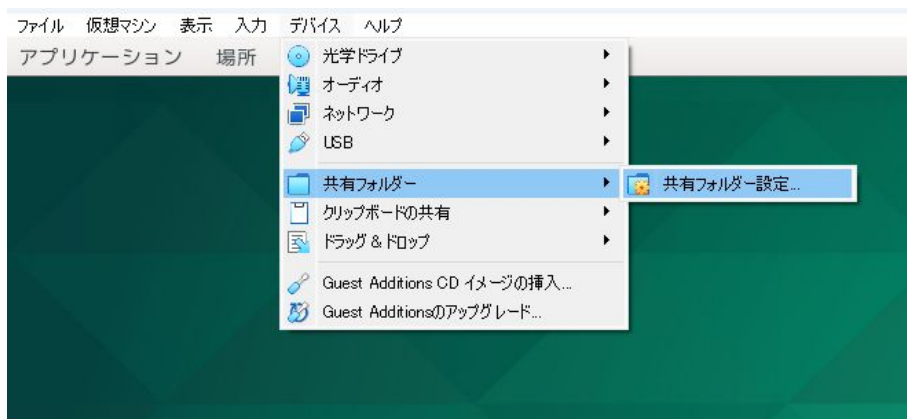 ファイル 仮想マシン 表示 入力 デバイス ヘルプ
アプリケーション 場所
光学ドライブ
オーディオ
ネットワーク
USB
共有フォルダー
共有フォルダー設定...
クリップボードの共有
ドラッグ & ドロップ
Guest Additions CD イメージの挿入...
Guest Additionsのアップグレード...